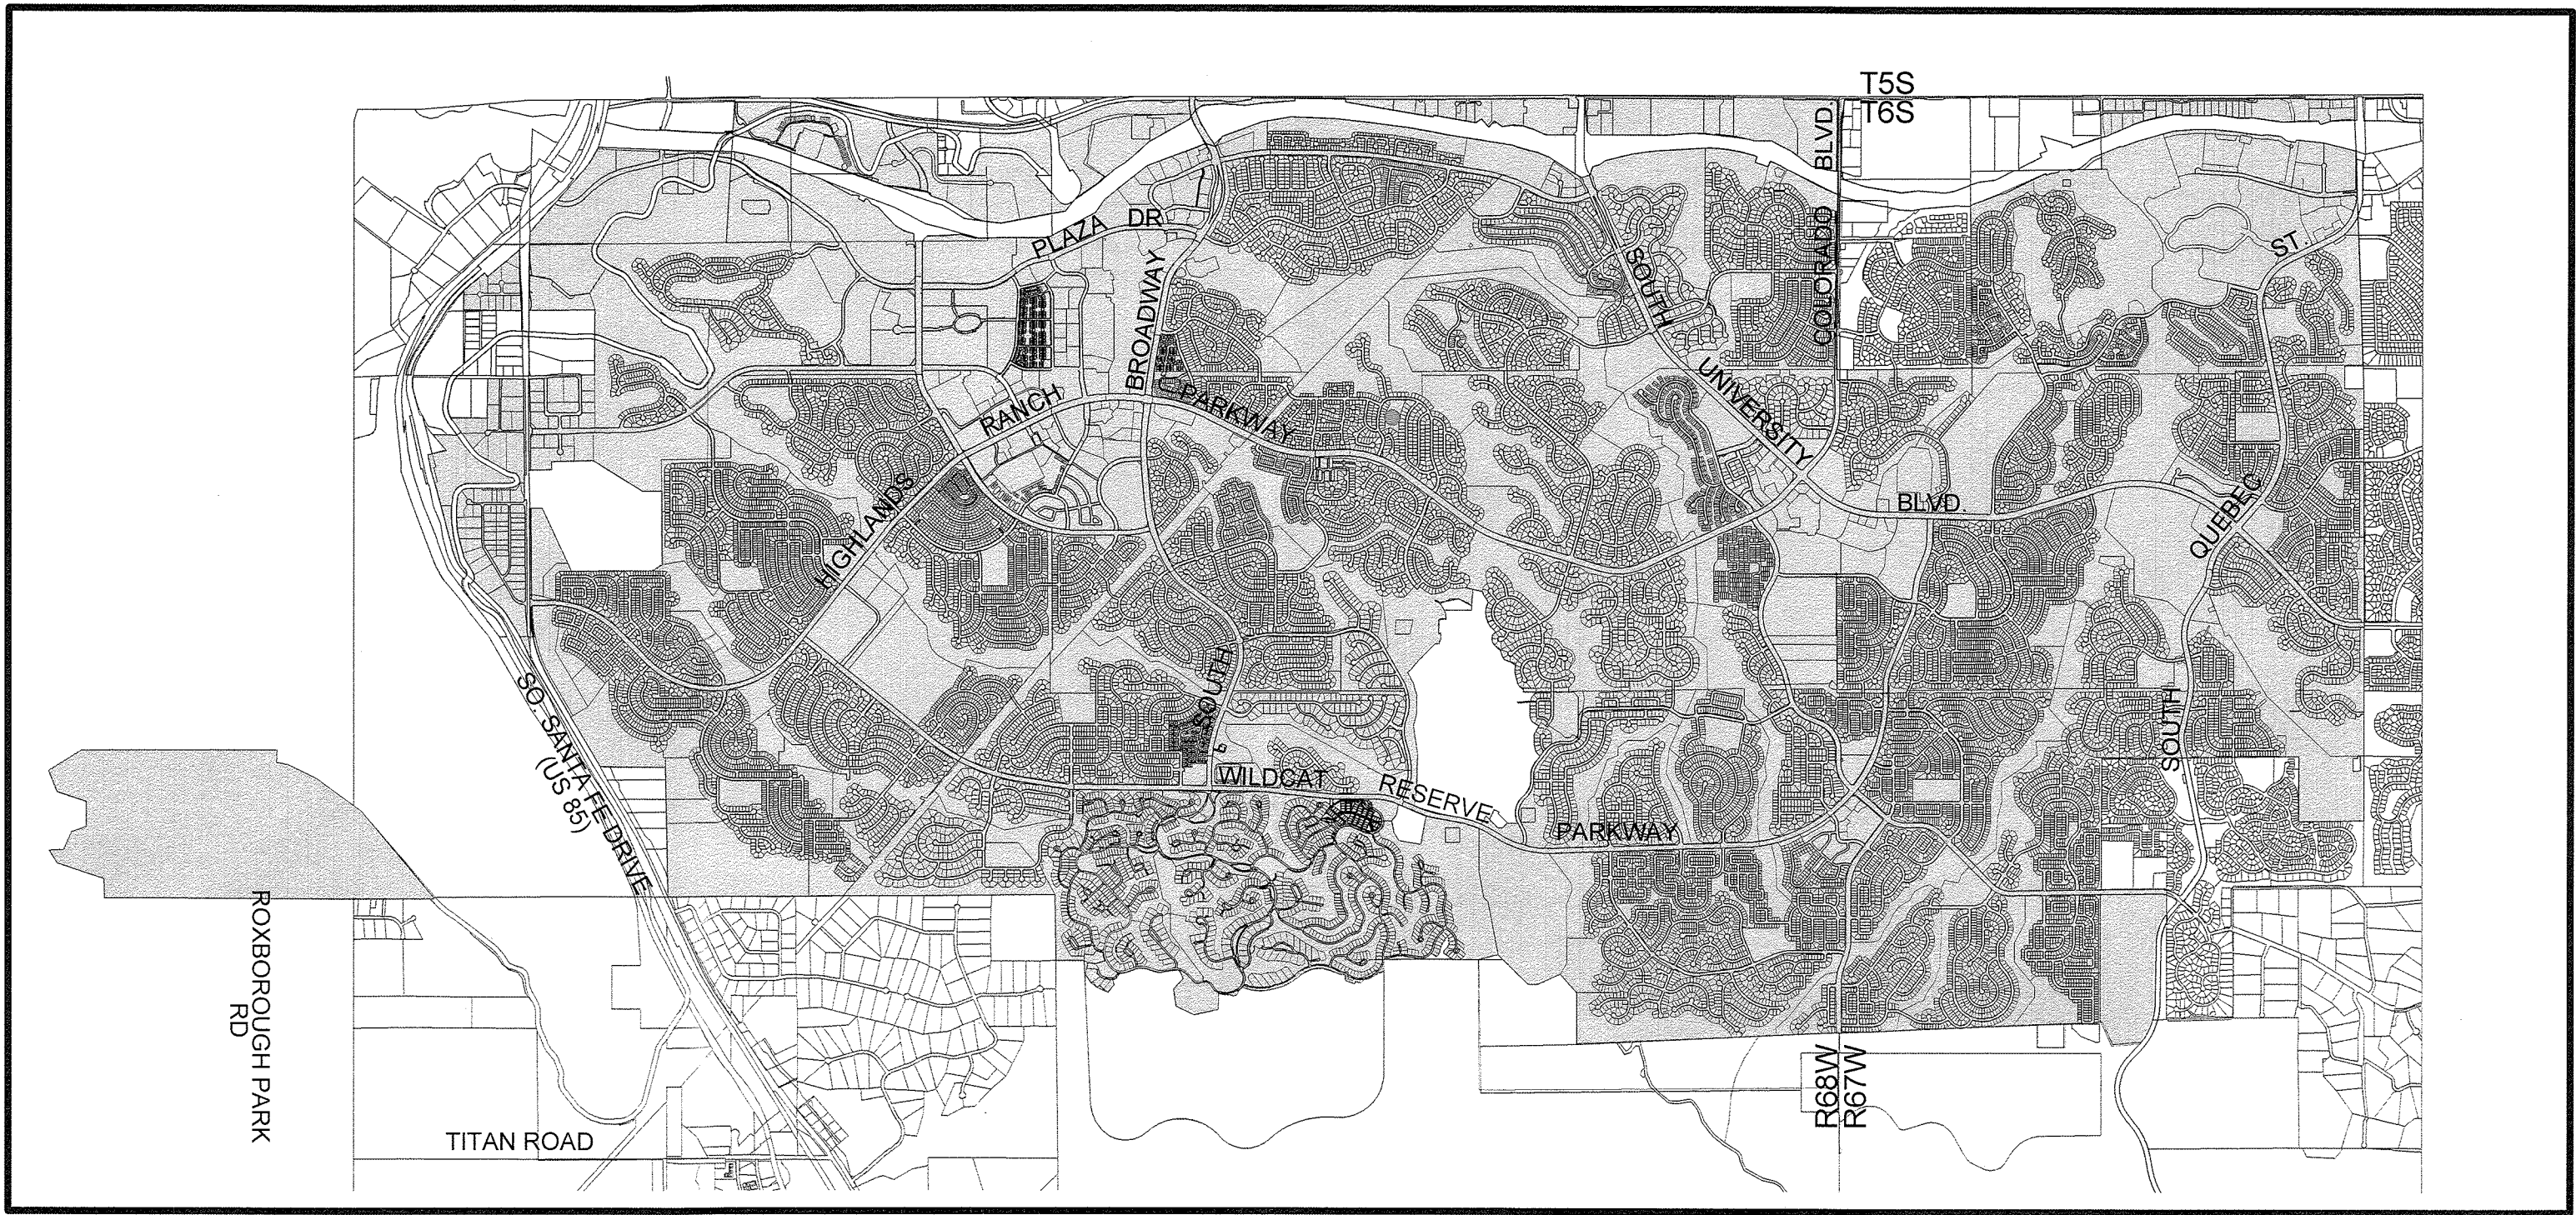 T5S
T6S
BLVD.
COLORADO
PLAZA DR
BROADWAY
SOUTH
ST.
RANCH
PARKWAY
UNIVERSITY
HIGHLANDS
BLVD.
QUEBEC
SOUTH
SOUTH
SO. SANTA FE DRIVE
(US 85)
WILDCAT
RESERVE
PARKWAY
ROXBOROUGH PARK
RD
R68W
R67W
TITAN ROAD